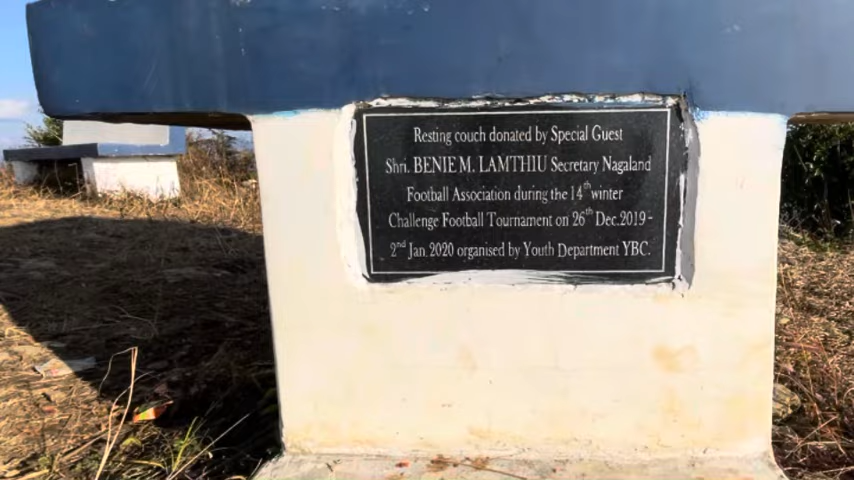 Resting couch donated by Special Guest
Shri. BENIE M. LAMTHIU Secretary Nagaland
Football Association during the 14th winter
Challenge Football Tournament on 26th Dec.2019 -
2nd Jan, 2020 organised by Youth Department YBC.